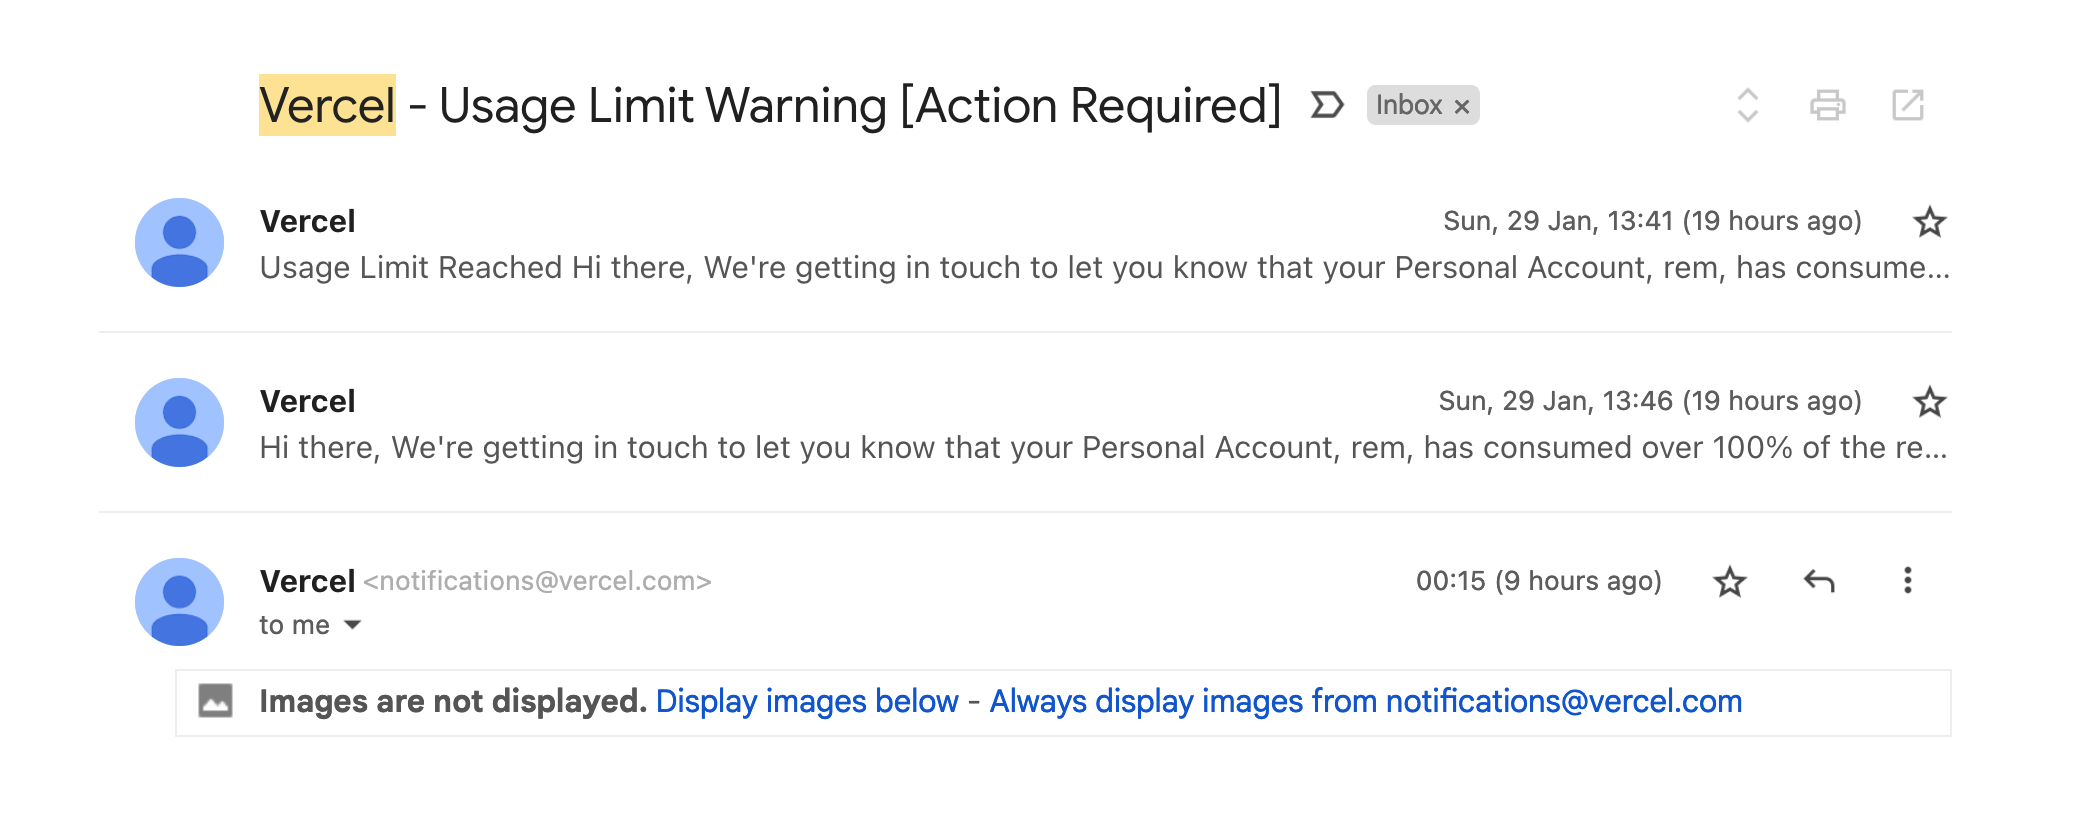 Vercel - Usage Limit Warning [Action Required] Inbox ×
Vercel Sun, 29 Jan, 13:41 (19 hours ago)
Usage Limit Reached Hi there, We're getting in touch to let you know that your Personal Account, rem, has consume...
Vercel Sun, 29 Jan, 13:46 (19 hours ago)
Hi there, We're getting in touch to let you know that your Personal Account, rem, has consumed over 100% of the re...
Vercel <notifications@vercel.com> 00:15 (9 hours ago)
to me
Images are not displayed. Display images below - Always display images from notifications@vercel.com